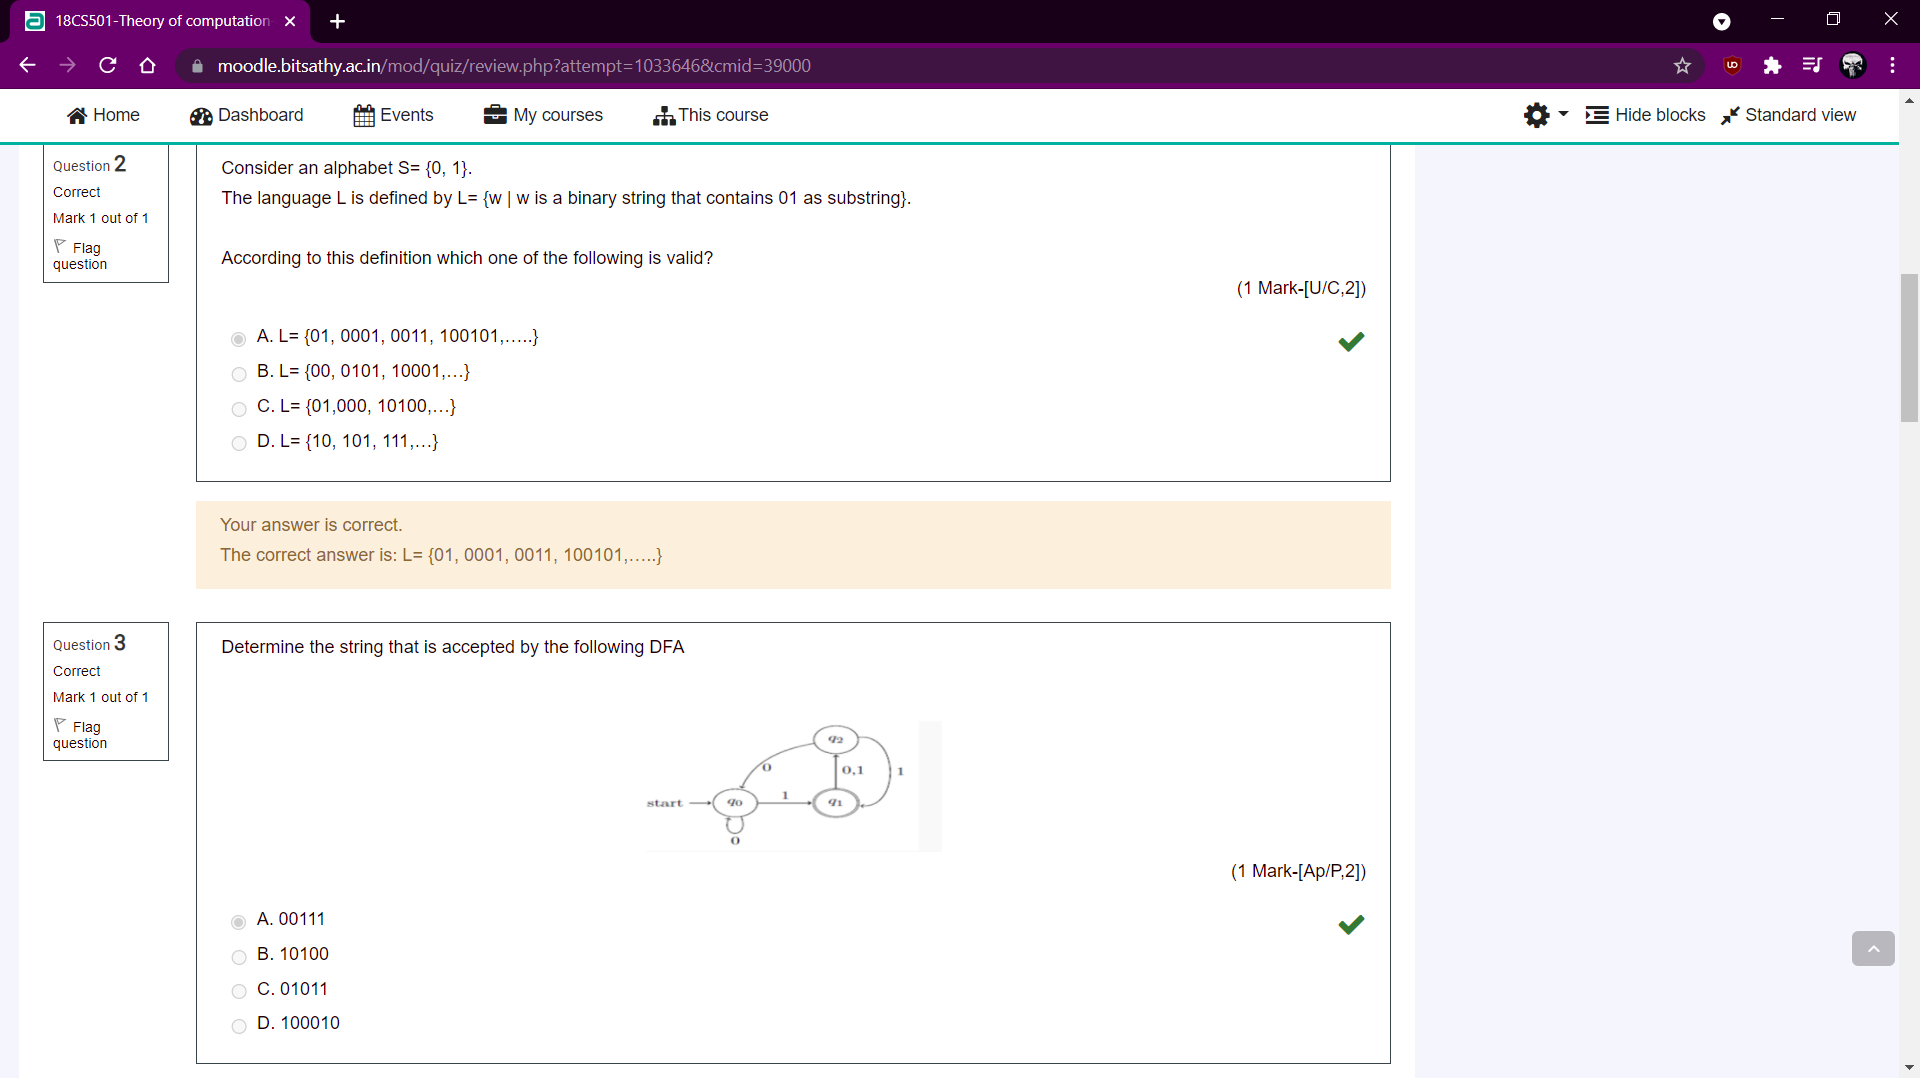 18CS501-Theory of computation
moodle.bitsathy.ac.in/mod/quiz/review.php?attempt=1033646&cmid=39000
Home Dashboard Events My courses This course Hide blocks Standard view
Question 2
Correct
Mark 1 out of 1
Flag
question
Consider an alphabet S= {0, 1}.
The language L is defined by L= {w | w is a binary string that contains 01 as substring}.
According to this definition which one of the following is valid?
(1 Mark-[U/C,2])
A. L= {01, 0001, 0011, 100101,…..}
B. L= {00, 0101, 10001,…}
C. L= {01,000, 10100,…}
D. L= {10, 101, 111,…}
Your answer is correct.
The correct answer is: L= {01, 0001, 0011, 100101,…..}
Question 3
Correct
Mark 1 out of 1
Flag
question
Determine the string that is accepted by the following DFA
q2
0 0,1 1
start q0 1 q1
0
(1 Mark-[Ap/P,2])
A. 00111
B. 10100
C. 01011
D. 100010